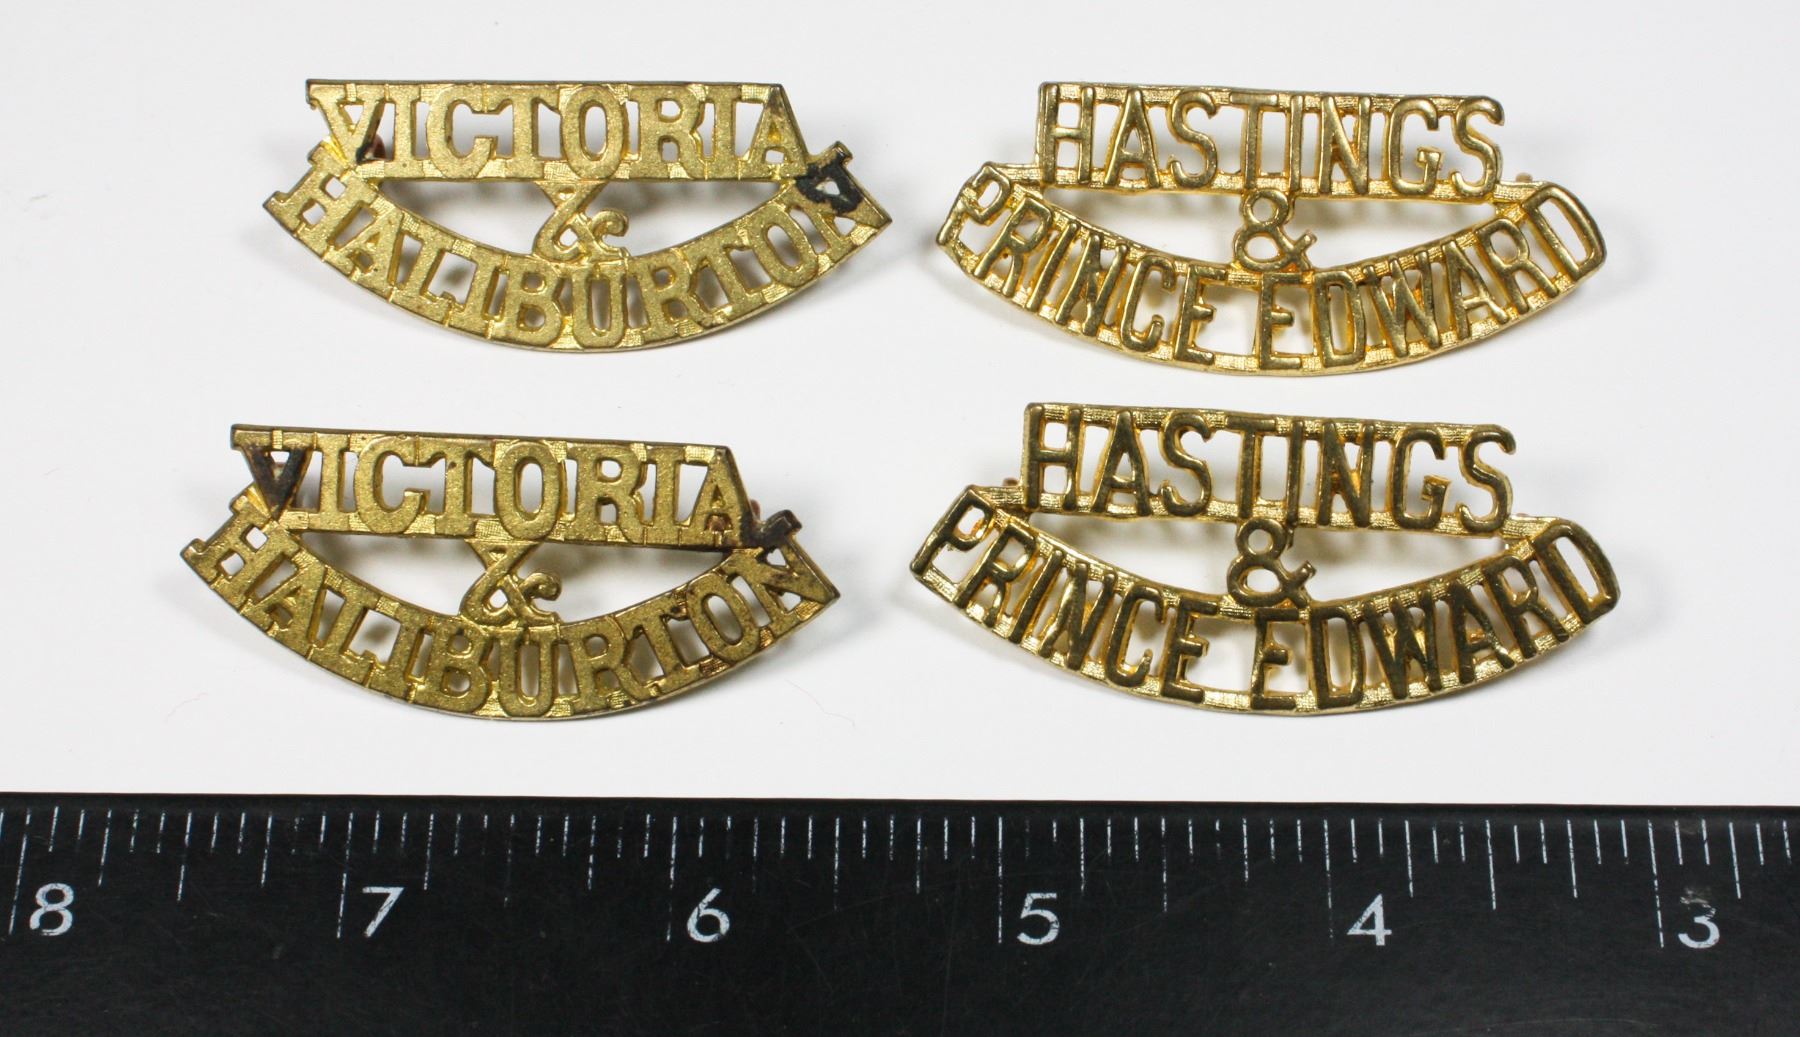 VICTORIA
&
HALIBURTON
HASTINGS
&
PRINCE EDWARD
VICTORIA
&
HALIBURTON
HASTINGS
&
PRINCE EDWARD
8 7 6 5 4 3